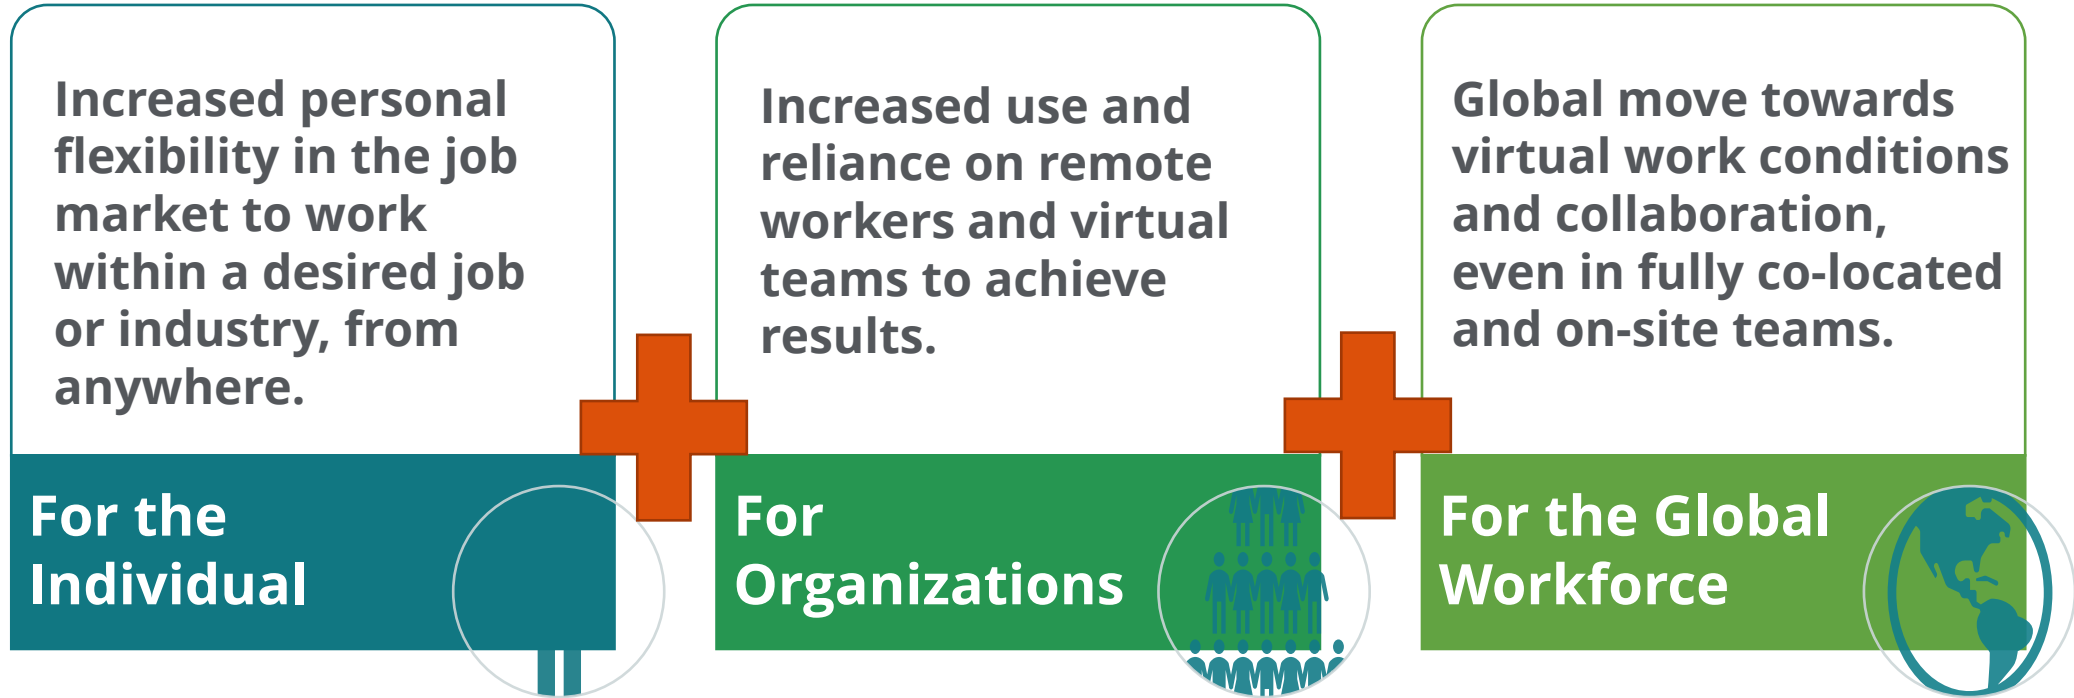 Increased personal
flexibility in the job
market to work
within a desired job
or industry, from
anywhere.
For the
Individual
Increased use and
reliance on remote
workers and virtual
teams to achieve
results.
For
Organizations
Global move towards
virtual work conditions
and collaboration,
even in fully co-located
and on-site teams.
For the Global
Workforce